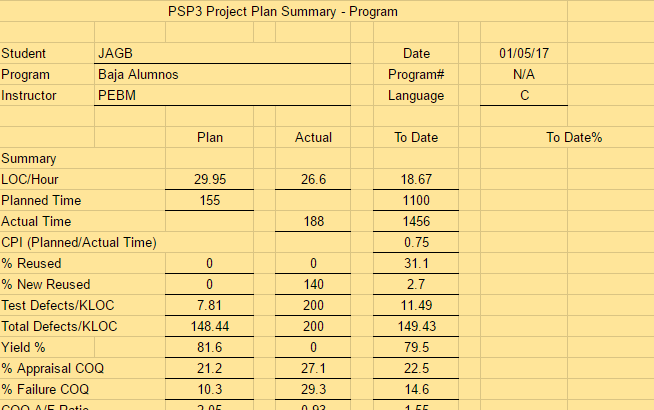 PSP3 Project Plan Summary - Program
Student JAGB Date 01/05/17
Program Baja Alumnos Program# N/A
Instructor PEBM Language C
Plan Actual To Date To Date%
Summary
LOC/Hour 29.95 26.6 18.67
Planned Time 155 1100
Actual Time 188 1456
CPI (Planned/Actual Time) 0.75
% Reused 0 0 31.1
% New Reused 0 140 2.7
Test Defects/KLOC 7.81 200 11.49
Total Defects/KLOC 148.44 200 149.43
Yield % 81.6 0 79.5
% Appraisal COQ 21.2 27.1 22.5
% Failure COQ 10.3 29.3 14.6
COQ A/F Ratio 2.05 0.93 1.55